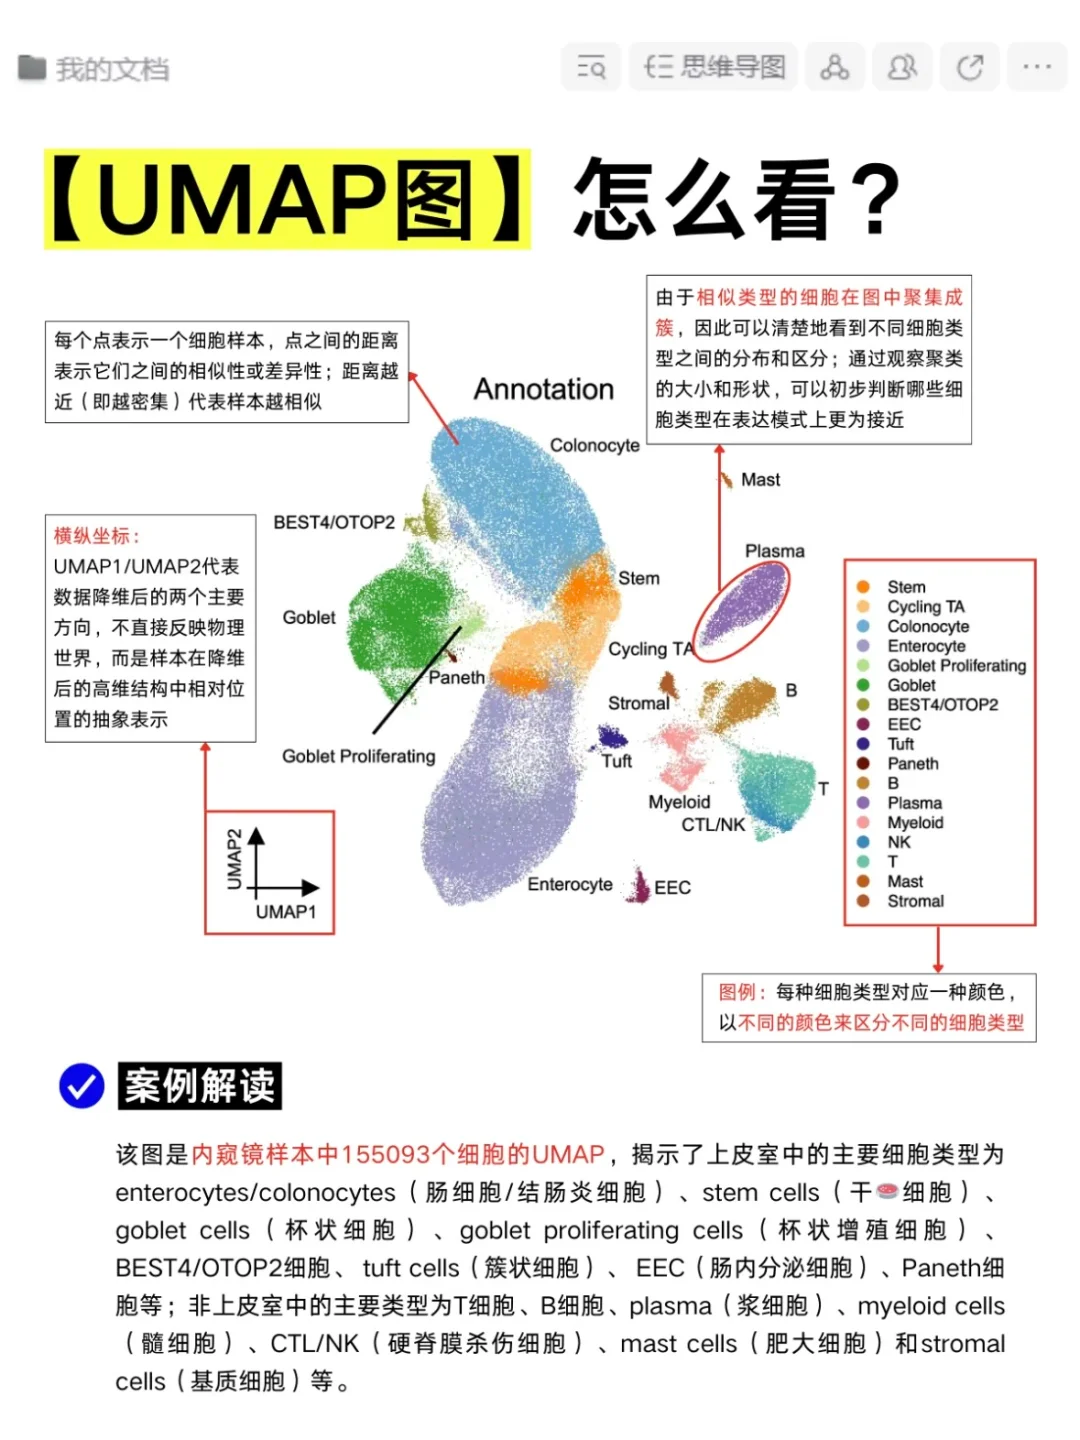 我的文档
思维导图
【UMAP图】怎么看？
由于相似类型的细胞在图中聚集成
簇，因此可以清楚地看到不同细胞类
型之间的分布和区分；通过观察聚类
的大小和形状，可以初步判断哪些细
胞类型在表达模式上更为接近
每个点表示一个细胞样本，点之间的距离
表示它们之间的相似性或差异性；距离越
近（即越密集）代表样本越相似
Annotation
Colonocyte
Mast
BEST4/OTOP2
横纵坐标：
UMAP1/UMAP2代表
数据降维后的两个主要
方向，不直接反映物理
世界，而是样本在降维
后的高维结构中相对位
置的抽象表示
Plasma
Stem
Goblet
Cycling TA
Paneth
Stromal
B
Goblet Proliferating
Tuft
Myeloid
T
CTL/NK
Enterocyte
EEC
UMAP2
UMAP1
Stem
Cycling TA
Colonocyte
Enterocyte
Goblet Proliferating
Goblet
BEST4/OTOP2
EEC
Tuft
Paneth
B
Plasma
Myeloid
NK
T
Mast
Stromal
图例：每种细胞类型对应一种颜色，
以不同的颜色来区分不同的细胞类型
案例解读
该图是内窥镜样本中155093个细胞的UMAP，揭示了上皮室中的主要细胞类型为
enterocytes/colonocytes（肠细胞/结肠炎细胞）、stem cells（干🧫细胞）、
goblet cells（杯状细胞）、goblet proliferating cells（杯状增殖细胞）、
BEST4/OTOP2细胞、tuft cells（簇状细胞）、EEC（肠内分泌细胞）、Paneth细
胞等；非上皮室中的主要类型为T细胞、B细胞、plasma（浆细胞）、myeloid cells
（髓细胞）、CTL/NK（硬脊膜杀伤细胞）、mast cells（肥大细胞）和stromal
cells（基质细胞）等。